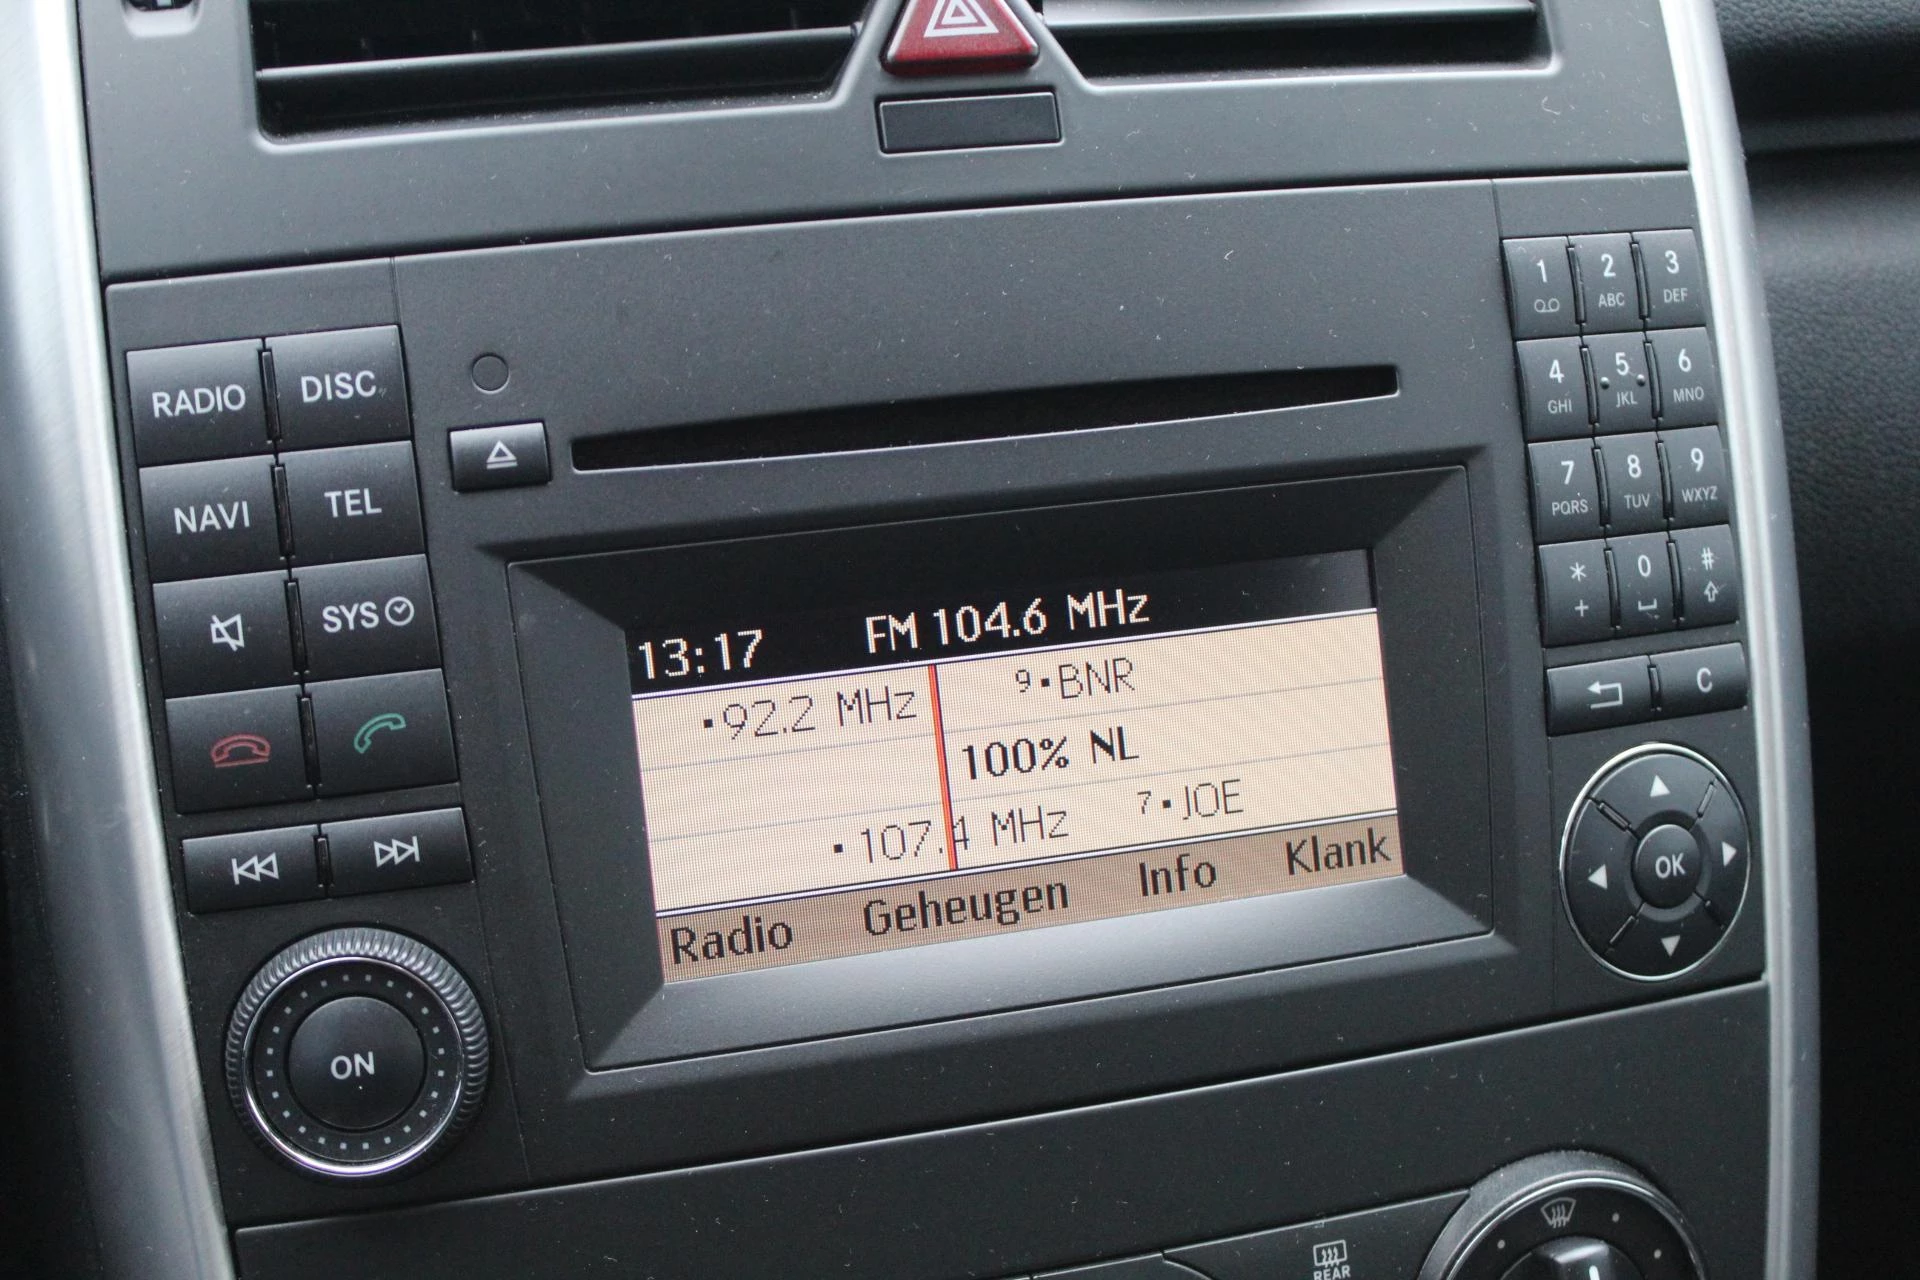 RADIO DISC
NAVI TEL
SYS
ON
13:17 FM 104.6 MHz
92.2 MHz 9 BNR
100% NL
107.4 MHz 7 JOE
Radio Geheugen Info Klank
1 2 ABC 3 DEF
4 GHI 5 JKL 6 MNO
7 PQRS 8 TUV 9 WXYZ
* + 0 #
C
OK
REAR